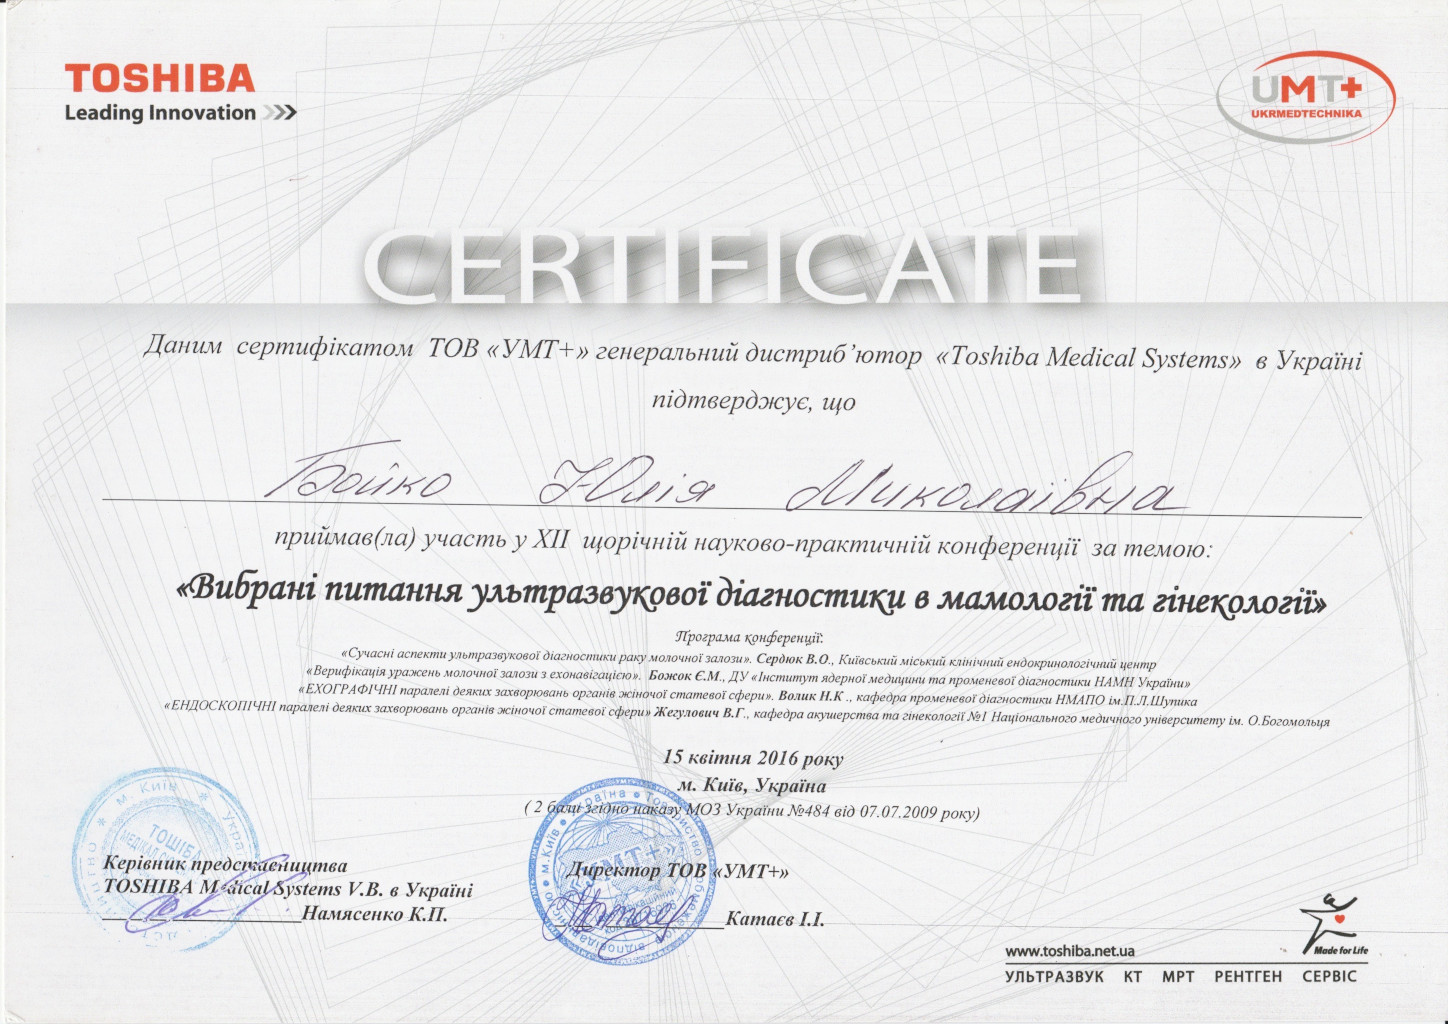 TOSHIBA
Leading Innovation >>>
UMT+
UKRMEDTECHNIKA
CERTIFICATE
Даним сертифікатом ТОВ «УМТ+» генеральний дистриб’ютор «Toshiba Medical Systems» в Україні
підтверджує, що
Бойко Юлія Миколаївна
приймав(ла) участь у XII щорічній науково-практичній конференції за темою:
«Вибрані питання ультразвукової діагностики в мамології та гінекології»
Програма конференції:
«Сучасні аспекти ультразвукової діагностики раку молочної залози». Сердюк В.О., Київський міський клінічний ендокринологічний центр
«Верифікація уражень молочної залози з ехонавігацією». Божок Є.М., ДУ «Інститут ядерної медицини та променевої діагностики НАМН України»
«ЕХОГРАФІЧНІ паралелі деяких захворювань органів жіночої статевої сфери». Волик Н.К., кафедра променевої діагностики НМАПО ім.П.Л.Шупика
«ЕНДОСКОПІЧНІ паралелі деяких захворювань органів жіночої статевої сфери» Жегулович В.Г., кафедра акушерства та гінекології №1 Національного медичного університету ім. О.Богомольця
15 квітня 2016 року
м. Київ, Україна
( 2 бали згідно наказу МОЗ України №484 від 07.07.2009 року)
Керівник представництва
TOSHIBA Medical Systems V.B. в Україні
Намясенко К.П.
м. Київ
ТОШІБА
Директор ТОВ «УМТ+»
Катаєв І.І.
м.Київ Україна Товариство
«УМТ+»
www.toshiba.net.ua
Made for Life
УЛЬТРАЗВУК КТ МРТ РЕНТГЕН СЕРВІС